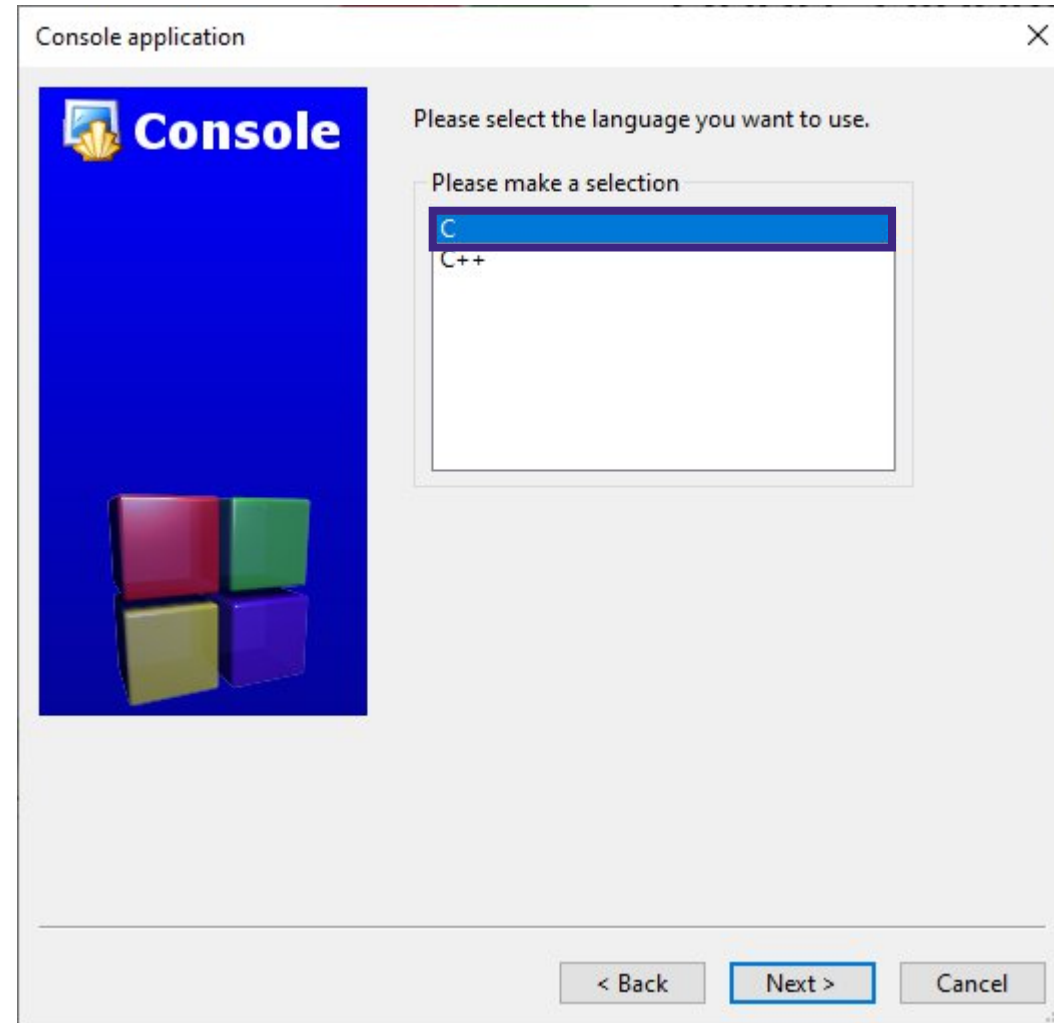 Console application
Console
Please select the language you want to use.
Please make a selection
C
C++
< Back
Next >
Cancel